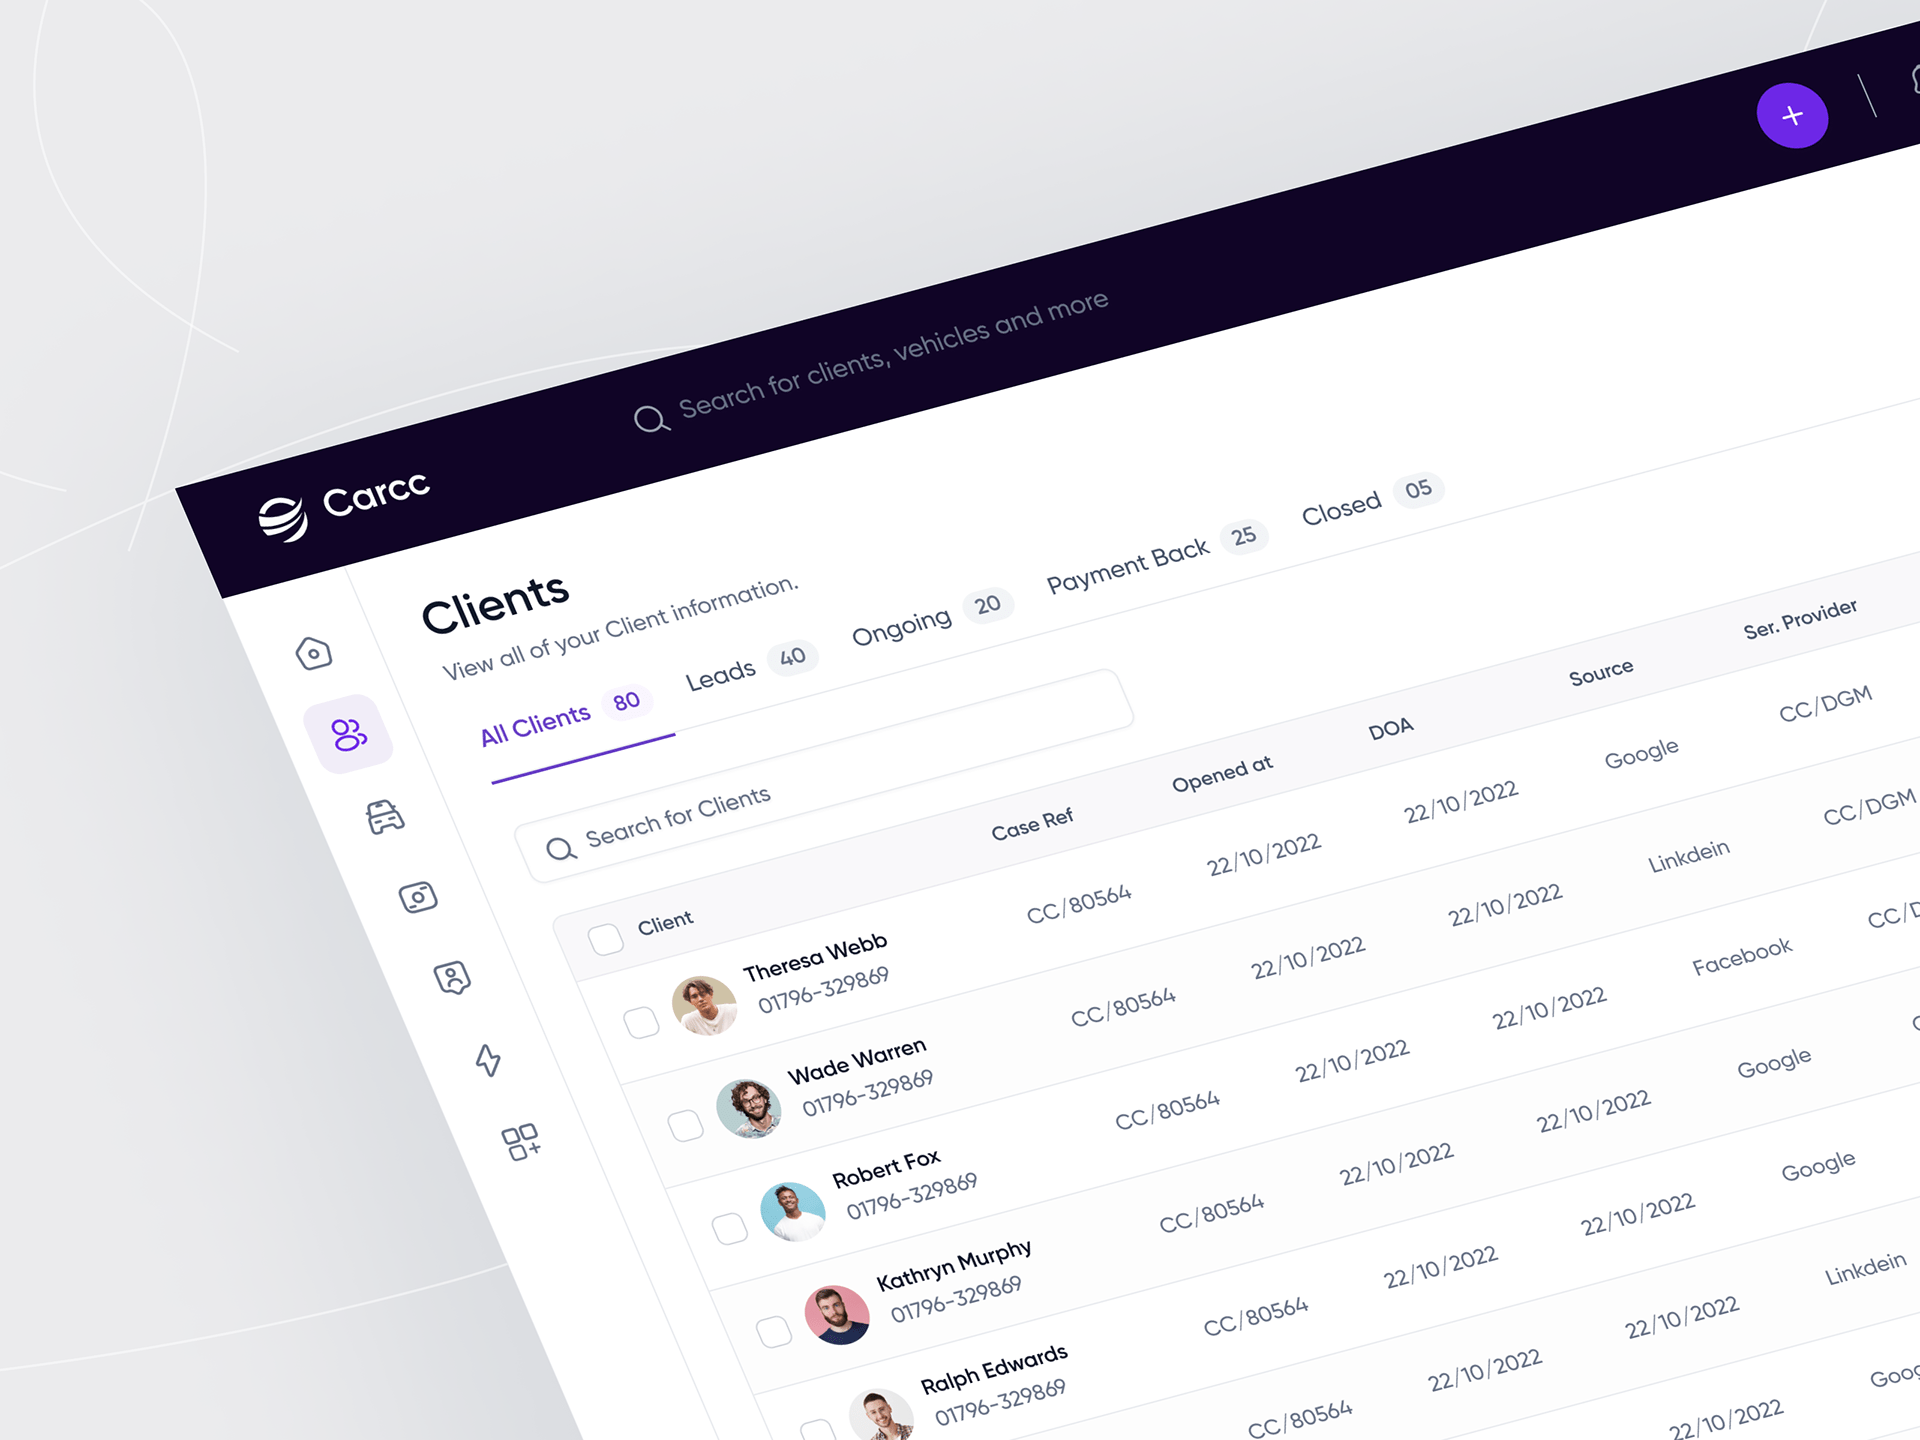 Search for clients, vehicles and more
Carcc
Clients
View all of your Client information.
All Clients 80 Leads 40 Ongoing 20 Payment Back 25 Closed 05
Search for Clients
Client Case Ref Opened at DOA Source Ser. Provider
Theresa Webb
01796-329869 CC/80564 22/10/2022 22/10/2022 Google CC/DGM
Wade Warren
01796-329869 CC/80564 22/10/2022 22/10/2022 Linkdein CC/DGM
Robert Fox
01796-329869 CC/80564 22/10/2022 22/10/2022 Facebook CC/D
Kathryn Murphy
01796-329869 CC/80564 22/10/2022 22/10/2022 Google
Ralph Edwards
01796-329869 CC/80564 22/10/2022 22/10/2022 Google
CC/80564 22/10/2022 22/10/2022 Linkdein
22/10/2022 Goog